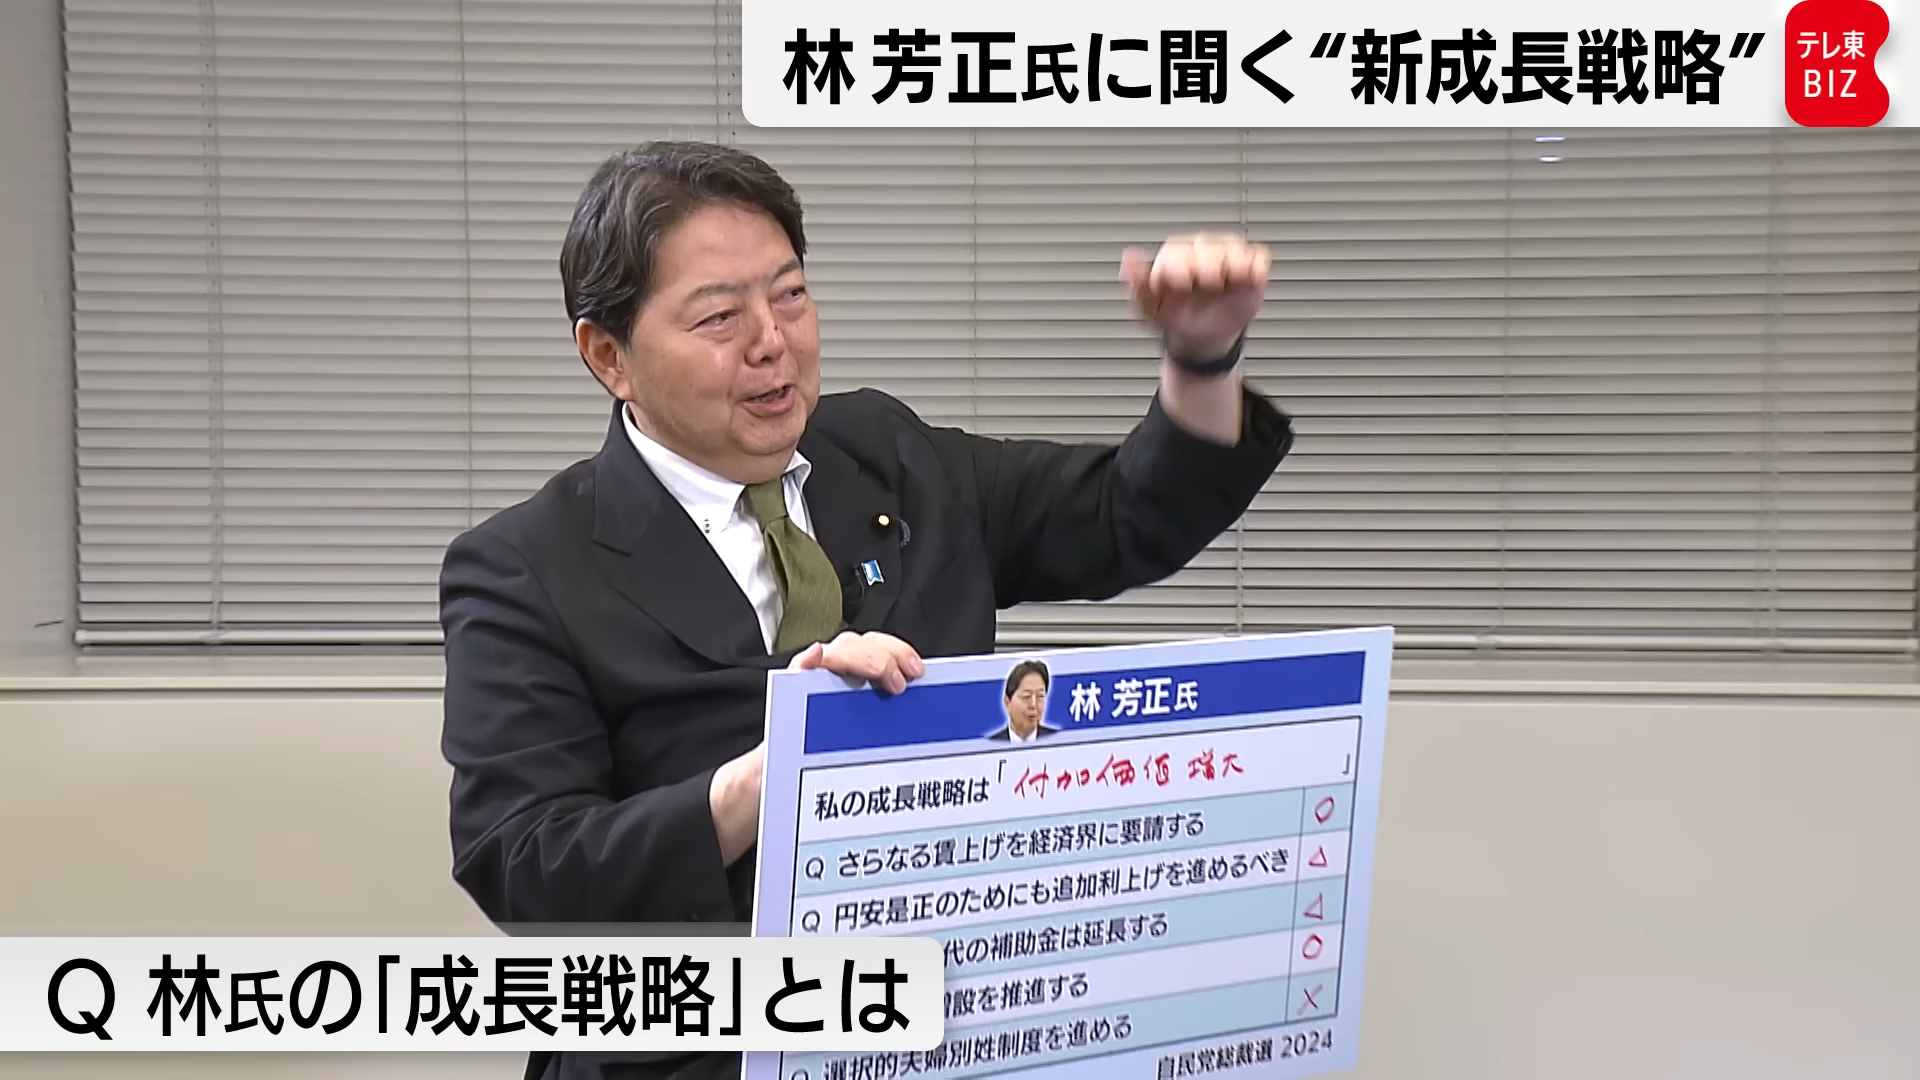 林 芳正氏に聞く“新成長戦略”
テレ東
BIZ
林 芳正氏
私の成長戦略は「付加価値 増大」
Q さらなる賃上げを経済界に要請する ○
Q 円安是正のためにも追加利上げを進めるべき △
代の補助金は延長する △
増設を推進する ○
Q 選択的夫婦別姓制度を進める ×
自民党総裁選 2024
Q 林氏の「成長戦略」とは